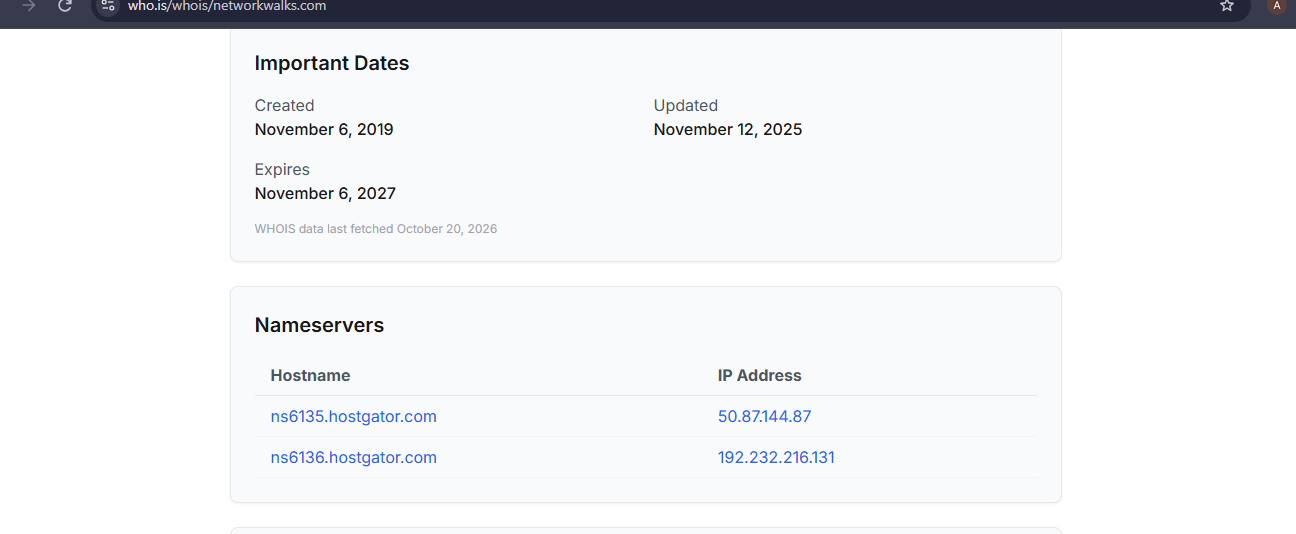 who.is/whois/networkwalks.com
A
Important Dates
Created
November 6, 2019
Updated
November 12, 2025
Expires
November 6, 2027
WHOIS data last fetched October 20, 2026
Nameservers
Hostname IP Address
ns6135.hostgator.com 50.87.144.87
ns6136.hostgator.com 192.232.216.131